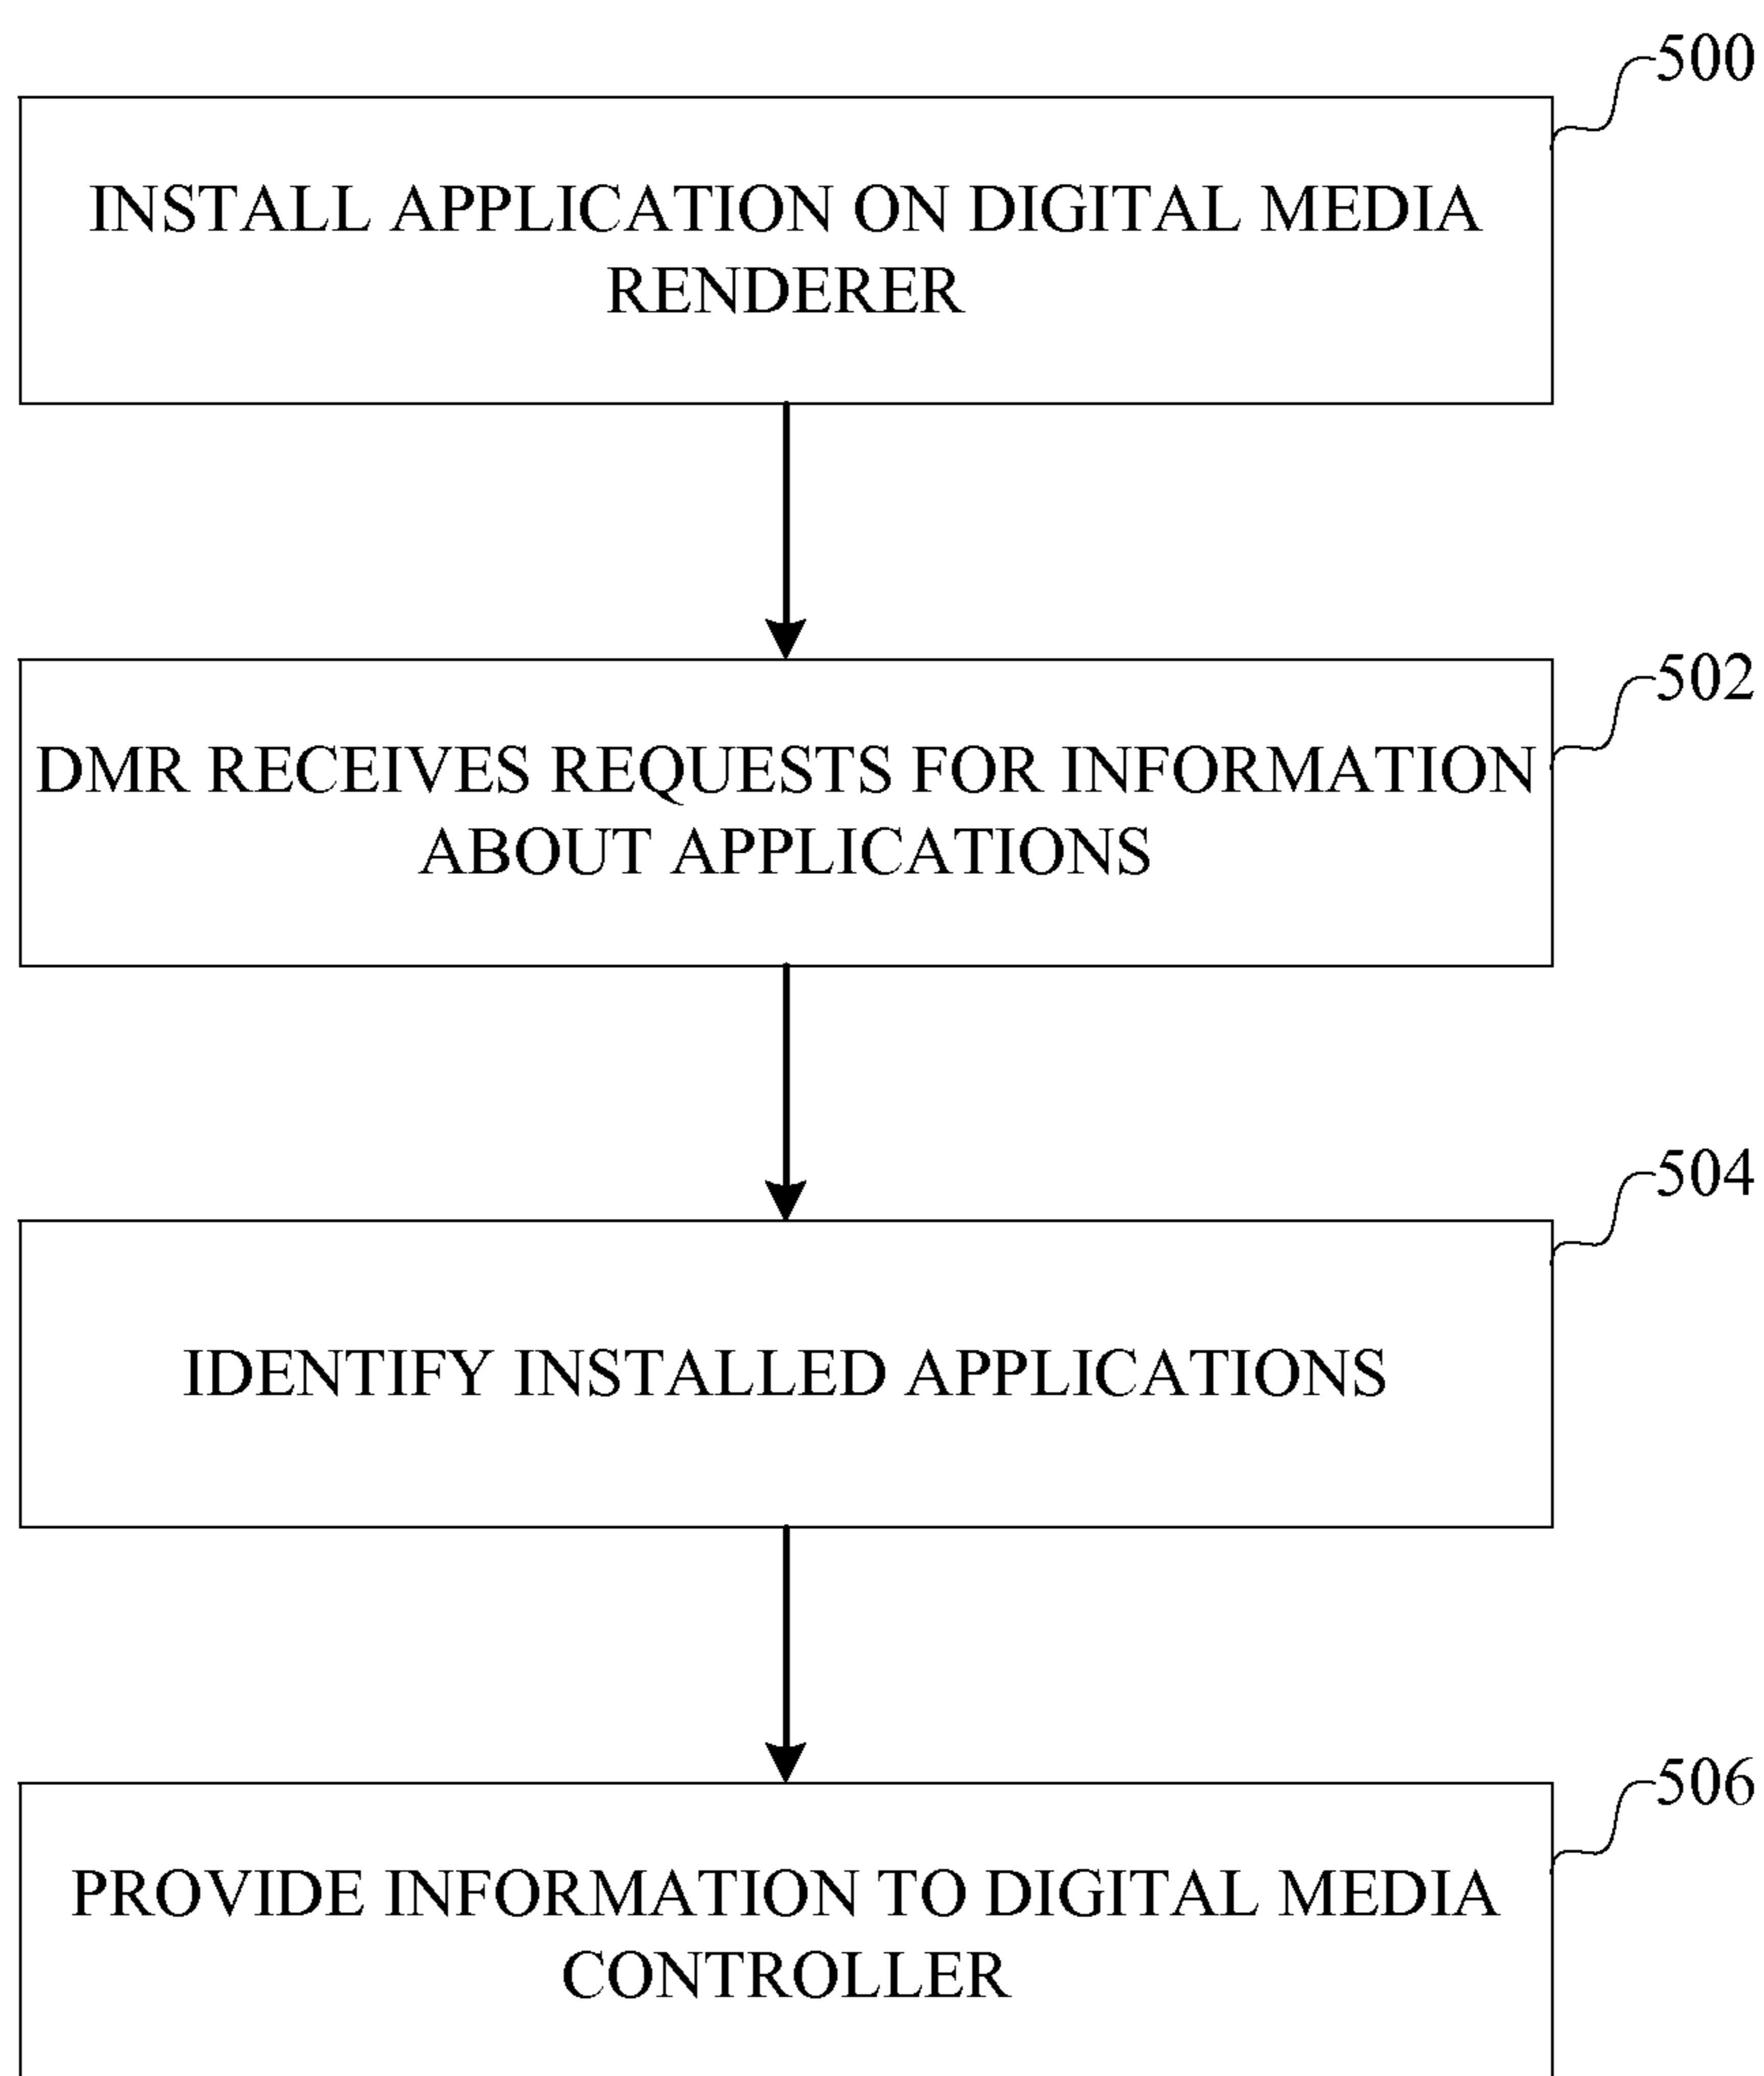 500
INSTALL APPLICATION ON DIGITAL MEDIA
RENDERER
502
DMR RECEIVES REQUESTS FOR INFORMATION
ABOUT APPLICATIONS
504
IDENTIFY INSTALLED APPLICATIONS
506
PROVIDE INFORMATION TO DIGITAL MEDIA
CONTROLLER